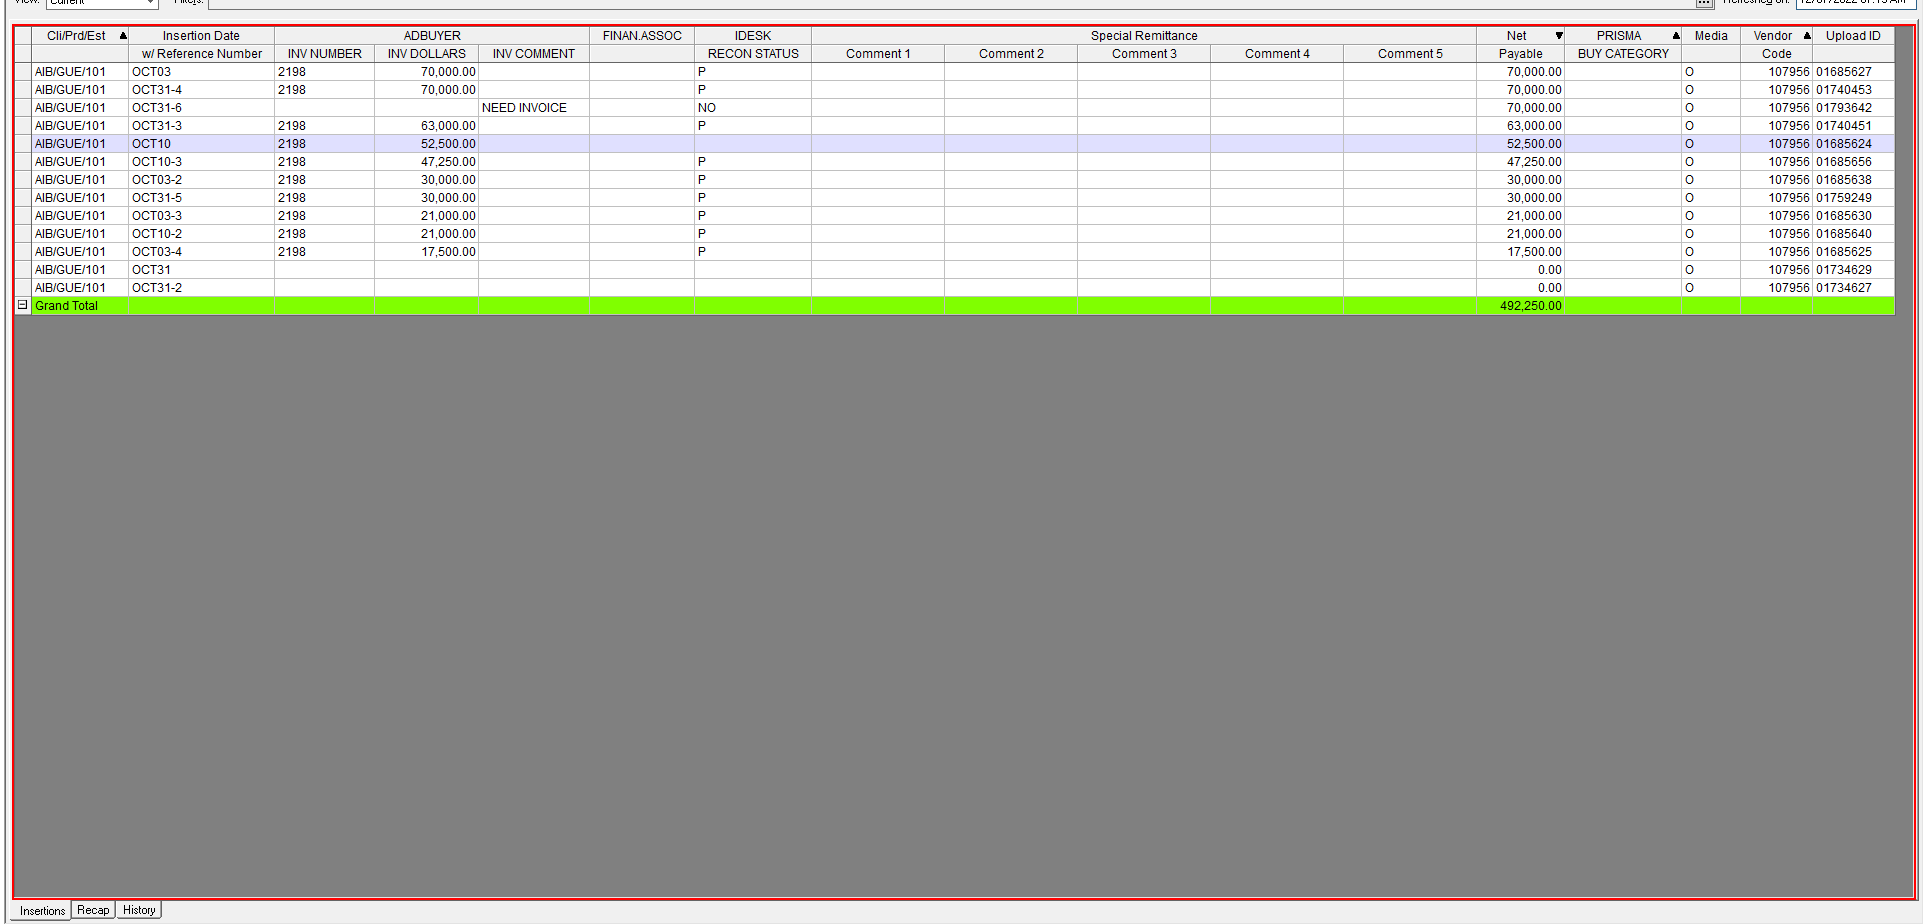 View: Current Filters: Refreshed on:
Cli/Prd/Est Insertion Date ADBUYER FINAN.ASSOC IDESK Special Remittance Net PRISMA Media Vendor Upload ID
w/ Reference Number INV NUMBER INV DOLLARS INV COMMENT RECON STATUS Comment 1 Comment 2 Comment 3 Comment 4 Comment 5 Payable BUY CATEGORY Code
AIB/GUE/101 OCT03 2198 70,000.00 P 70,000.00 O 107956 01685627
AIB/GUE/101 OCT31-4 2198 70,000.00 P 70,000.00 O 107956 01740453
AIB/GUE/101 OCT31-6 NEED INVOICE NO 70,000.00 O 107956 01793642
AIB/GUE/101 OCT31-3 2198 63,000.00 P 63,000.00 O 107956 01740451
AIB/GUE/101 OCT10 2198 52,500.00 52,500.00 O 107956 01685624
AIB/GUE/101 OCT10-3 2198 47,250.00 P 47,250.00 O 107956 01685656
AIB/GUE/101 OCT03-2 2198 30,000.00 P 30,000.00 O 107956 01685638
AIB/GUE/101 OCT31-5 2198 30,000.00 P 30,000.00 O 107956 01759249
AIB/GUE/101 OCT03-3 2198 21,000.00 P 21,000.00 O 107956 01685630
AIB/GUE/101 OCT10-2 2198 21,000.00 P 21,000.00 O 107956 01685640
AIB/GUE/101 OCT03-4 2198 17,500.00 P 17,500.00 O 107956 01685625
AIB/GUE/101 OCT31 0.00 O 107956 01734629
AIB/GUE/101 OCT31-2 0.00 O 107956 01734627
Grand Total 492,250.00
Insertions Recap History